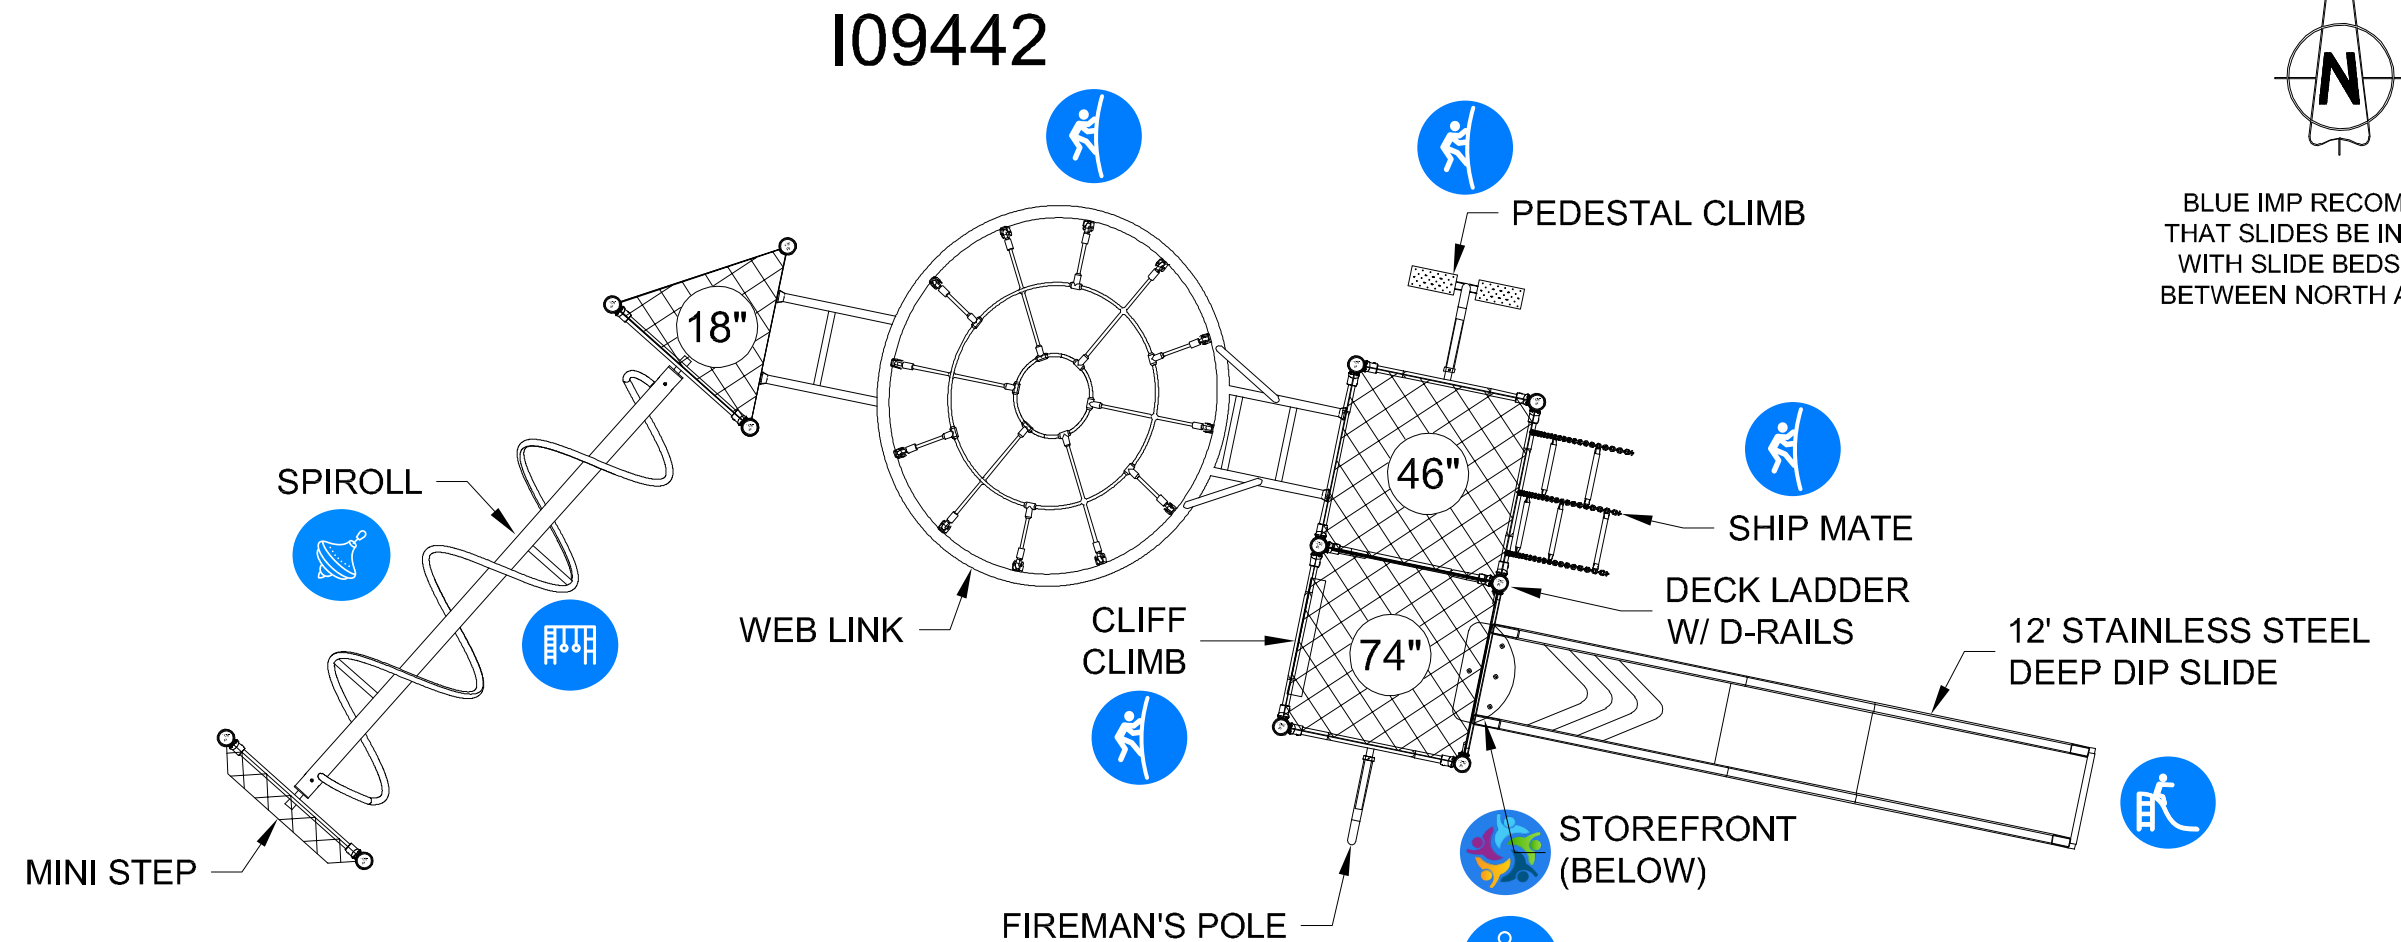 I09442
N
BLUE IMP RECOM
THAT SLIDES BE IN
WITH SLIDE BEDS
BETWEEN NORTH A
PEDESTAL CLIMB
18"
46"
SPIROLL
SHIP MATE
WEB LINK
CLIFF
CLIMB
74"
DECK LADDER
W/ D-RAILS
12' STAINLESS STEEL
DEEP DIP SLIDE
MINI STEP
STOREFRONT
(BELOW)
FIREMAN'S POLE